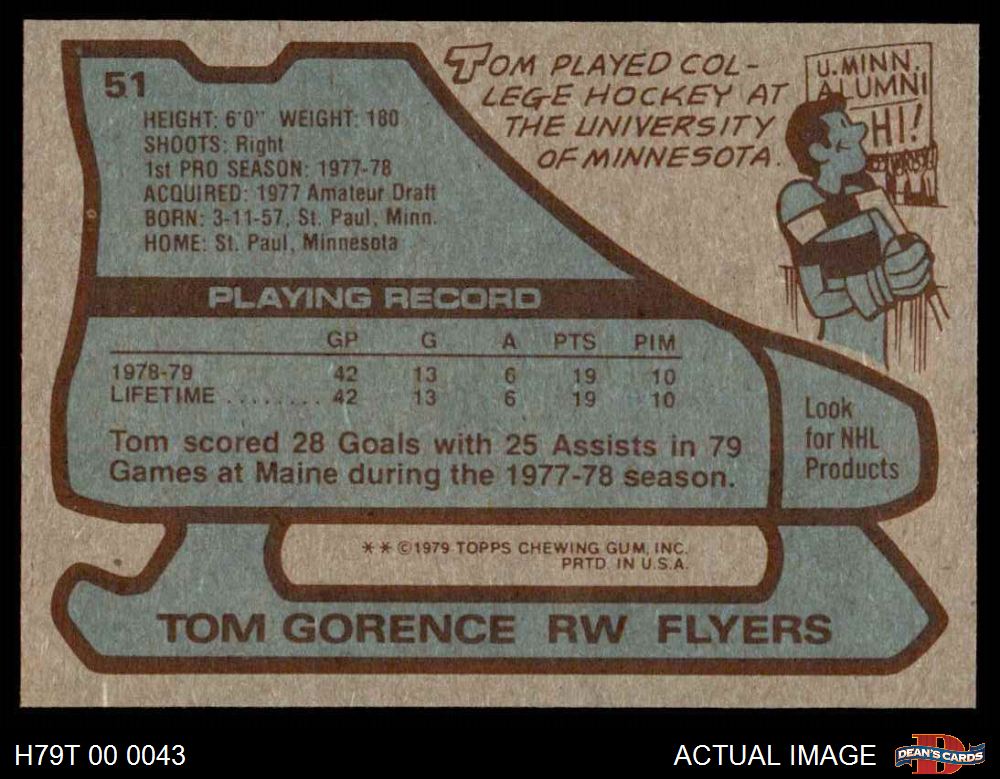 51
HEIGHT: 6'0" WEIGHT: 180
SHOOTS: Right
1st PRO SEASON: 1977-78
ACQUIRED: 1977 Amateur Draft
BORN: 3-11-57, St. Paul, Minn.
HOME: St. Paul, Minnesota
TOM PLAYED COL-
LEGE HOCKEY AT
THE UNIVERSITY
OF MINNESOTA.
U. MINN.
ALUMNI
HI!
PLAYING RECORD
GP G A PTS PIM
1978-79 42 13 6 19 10
LIFETIME ........ 42 13 6 19 10
Tom scored 28 Goals with 25 Assists in 79
Games at Maine during the 1977-78 season.
Look
for NHL
Products
** ©1979 TOPPS CHEWING GUM, INC.
PRTD. IN U.S.A.
TOM GORENCE RW FLYERS
H79T 00 0043
ACTUAL IMAGE
DEAN'S CARDS